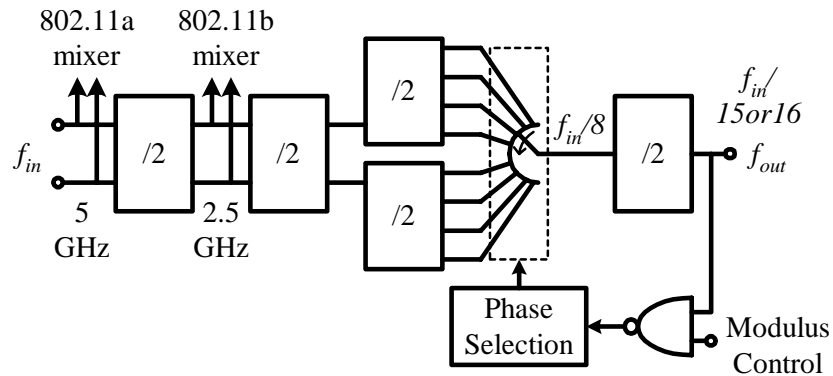 802.11a
mixer
802.11b
mixer
f_in
/2
/2
/2
/2
f_in/8
/2
f_in/
15or16
f_out
5
GHz
2.5
GHz
Phase
Selection
Modulus
Control